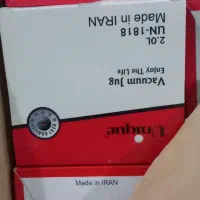 Unique
Vacuum Jug
Enjoy The Life
UN-1818
2.0L
Made in IRAN
Made in IRAN